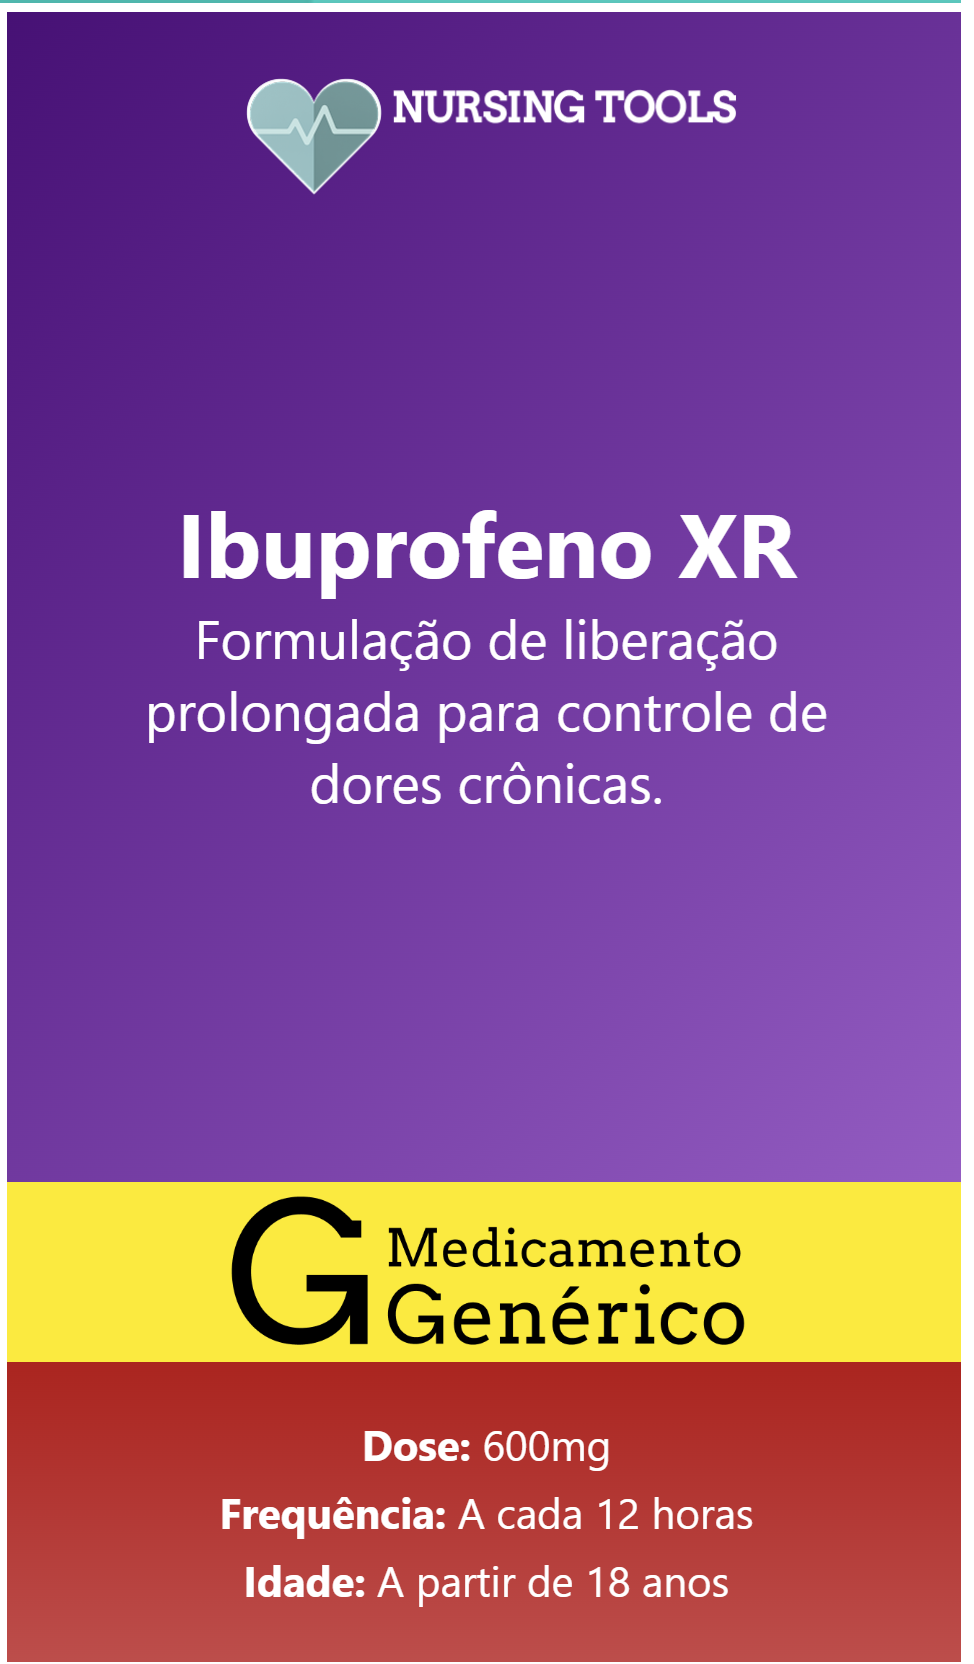 NURSING TOOLS
Ibuprofeno XR
Formulação de liberação
prolongada para controle de
dores crônicas.
G Medicamento
Genérico
Dose: 600mg
Frequência: A cada 12 horas
Idade: A partir de 18 anos